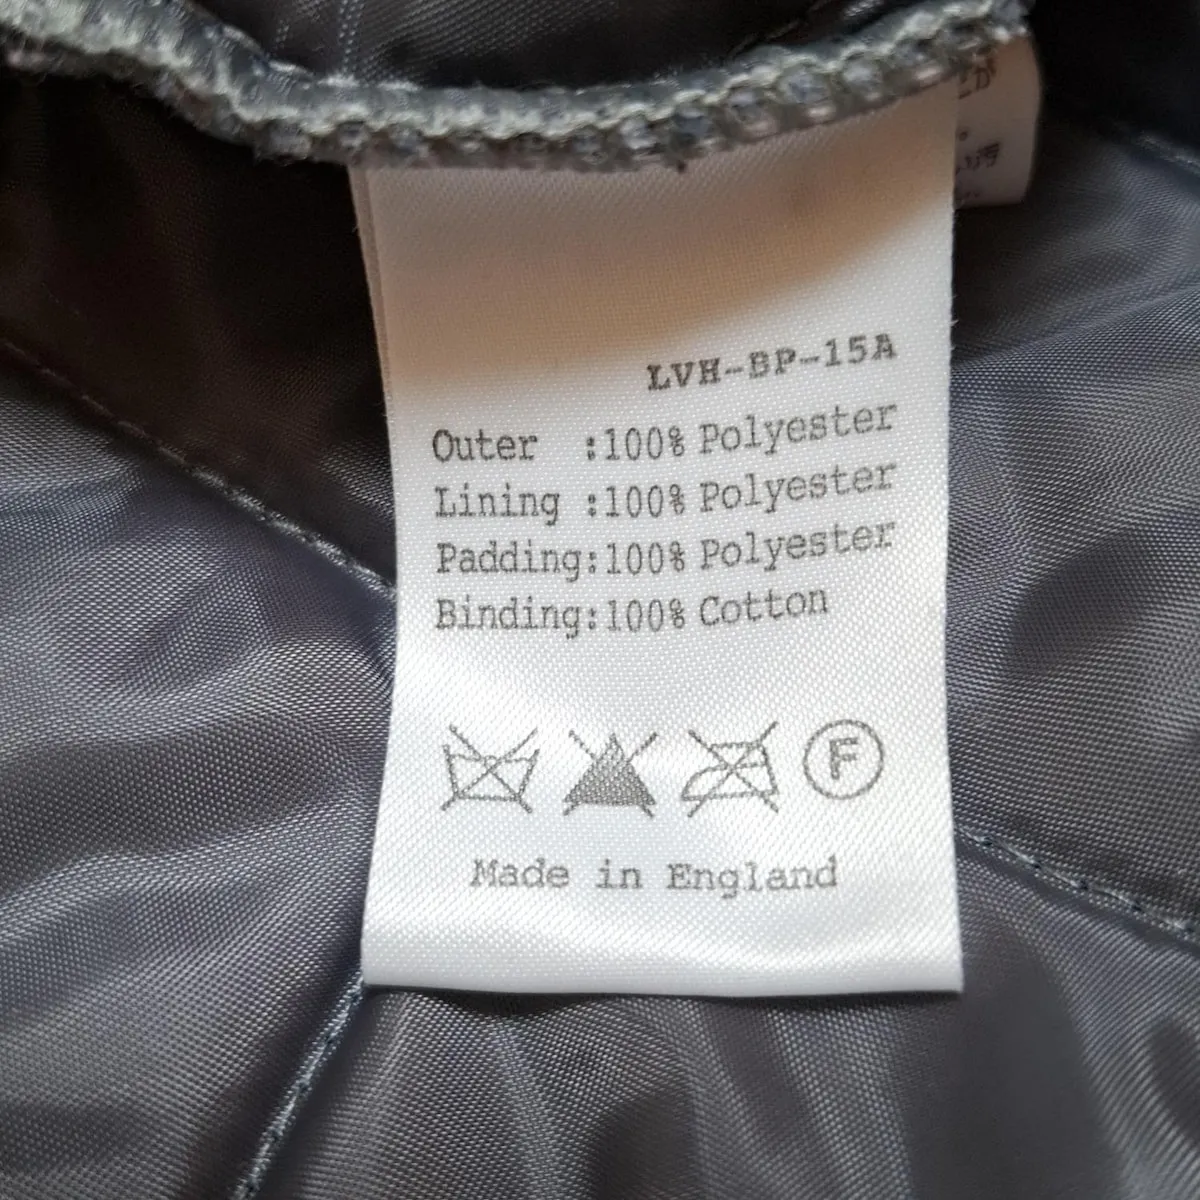 LVH-BP-15A
Outer :100% Polyester
Lining :100% Polyester
Padding:100% Polyester
Binding:100% Cotton
F
Made in England